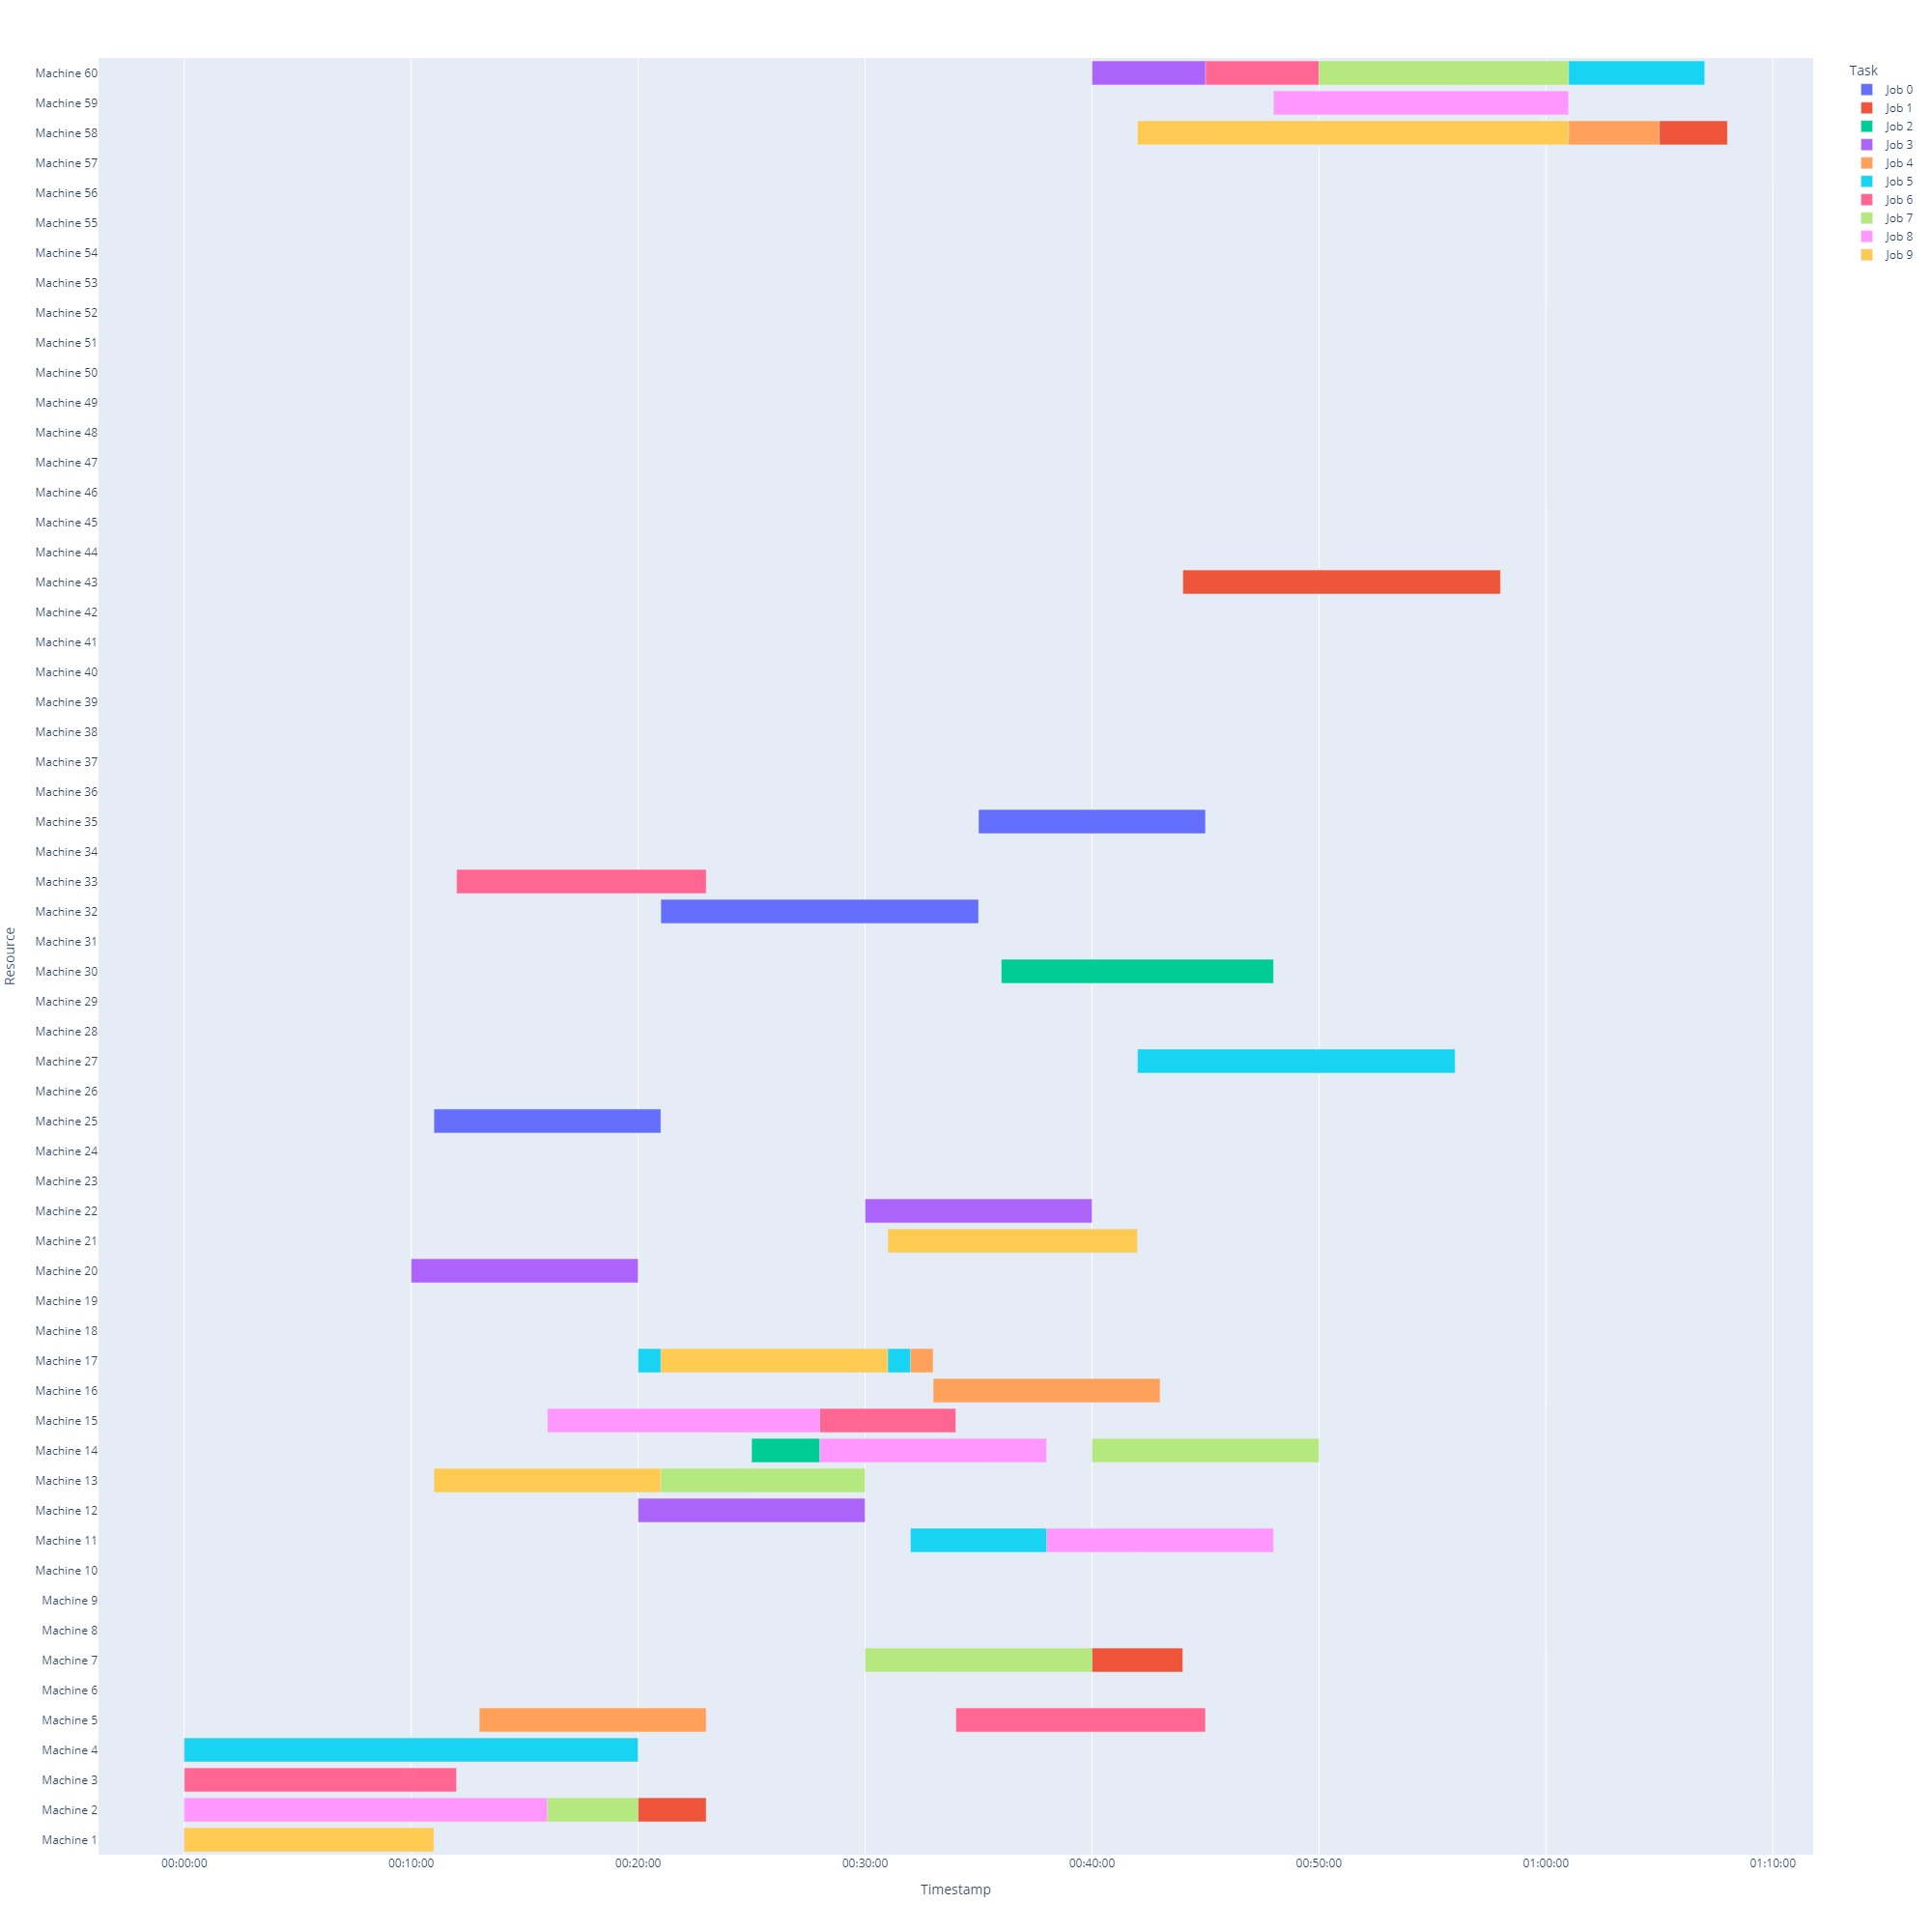 Machine 60
Machine 59
Machine 58
Machine 57
Machine 56
Machine 55
Machine 54
Machine 53
Machine 52
Machine 51
Machine 50
Machine 49
Machine 48
Machine 47
Machine 46
Machine 45
Machine 44
Machine 43
Machine 42
Machine 41
Machine 40
Machine 39
Machine 38
Machine 37
Machine 36
Machine 35
Machine 34
Machine 33
Machine 32
Machine 31
Machine 30
Machine 29
Machine 28
Machine 27
Machine 26
Machine 25
Machine 24
Machine 23
Machine 22
Machine 21
Machine 20
Machine 19
Machine 18
Machine 17
Machine 16
Machine 15
Machine 14
Machine 13
Machine 12
Machine 11
Machine 10
Machine 9
Machine 8
Machine 7
Machine 6
Machine 5
Machine 4
Machine 3
Machine 2
Machine 1
Resource
00:00:00 00:10:00 00:20:00 00:30:00 00:40:00 00:50:00 01:00:00 01:10:00
Timestamp
Task
Job 0
Job 1
Job 2
Job 3
Job 4
Job 5
Job 6
Job 7
Job 8
Job 9